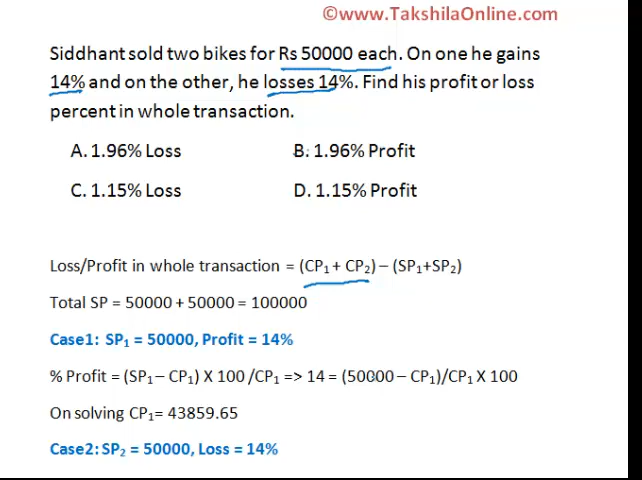 ©www.TakshilaOnline.com
Siddhant sold two bikes for Rs 50000 each. On one he gains
14% and on the other, he losses 14%. Find his profit or loss
percent in whole transaction.
A. 1.96% Loss B. 1.96% Profit
C. 1.15% Loss D. 1.15% Profit
Loss/Profit in whole transaction = (CP₁ + CP₂) – (SP₁+SP₂)
Total SP = 50000 + 50000 = 100000
Case1: SP₁ = 50000, Profit = 14%
% Profit = (SP₁ – CP₁) X 100 /CP₁ => 14 = (50000 – CP₁)/CP₁ X 100
On solving CP₁= 43859.65
Case2: SP₂ = 50000, Loss = 14%